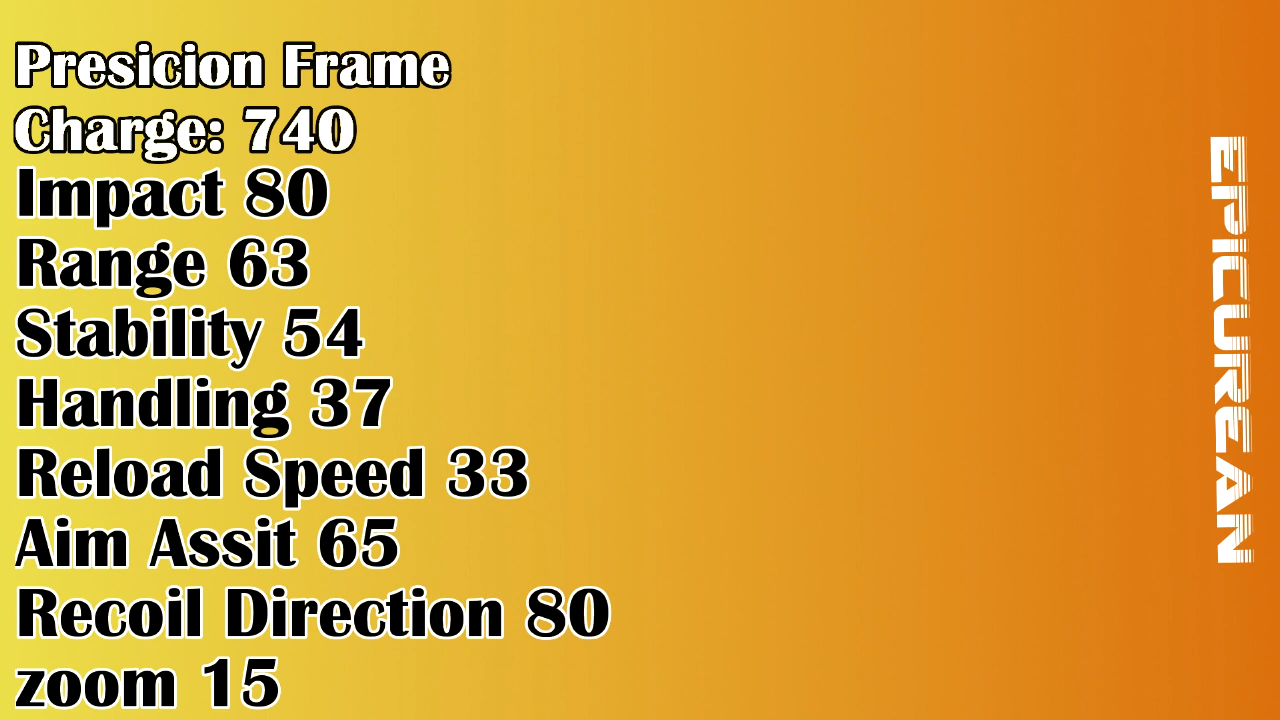 Presicion Frame
Charge: 740
Impact 80
Range 63
Stability 54
Handling 37
Reload Speed 33
Aim Assit 65
Recoil Direction 80
zoom 15
EPICUREAN